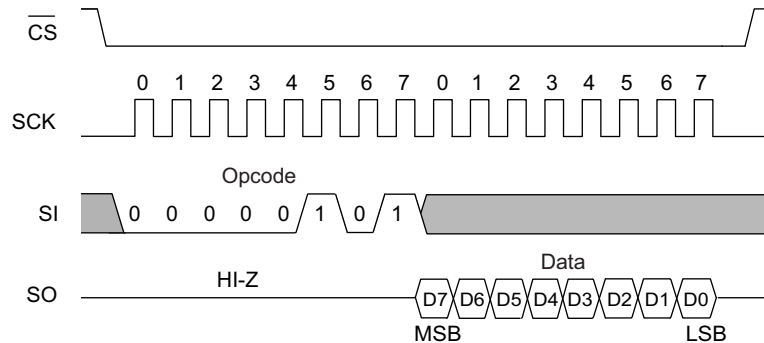 CS
0 1 2 3 4 5 6 7 0 1 2 3 4 5 6 7
SCK
Opcode
SI 0 0 0 0 0 1 0 1
Data
HI-Z
SO D7 D6 D5 D4 D3 D2 D1 D0
MSB LSB